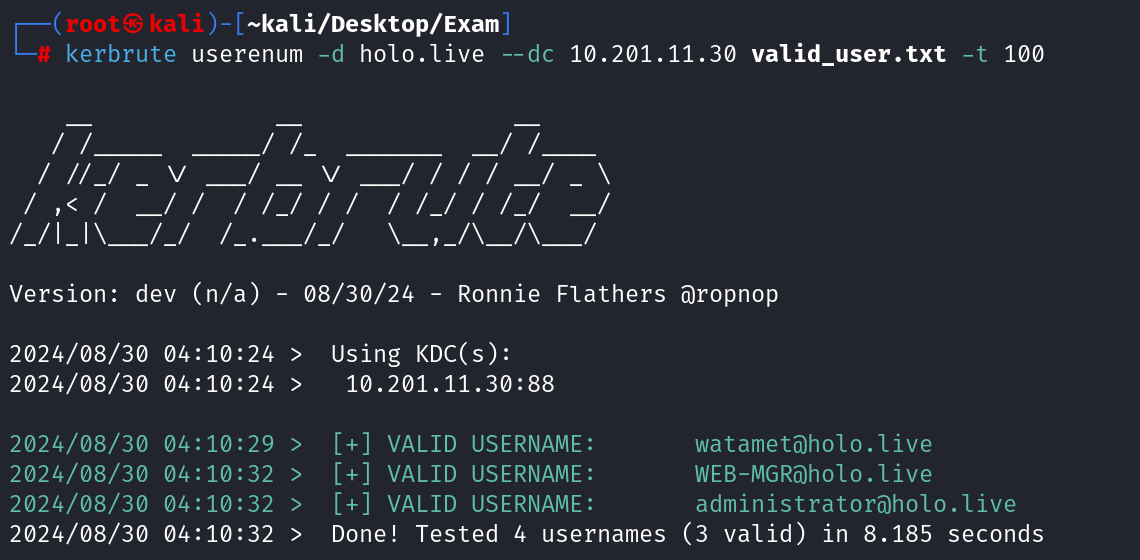 ┌──(root㉿kali)-[~kali/Desktop/Exam]
└─# kerbrute userenum -d holo.live --dc 10.201.11.30 valid_user.txt -t 100
    __             __               __
   / /_____  _____/ /_  _______  __/ /____
  / //_/ _ \/ ___/ __ \/ ___/ / / / __/ _ \
 / ,< /  __/ /  / /_/ / /  / /_/ / /_/  __/
/_/|_|\___/_/  /_.___/_/   \__,_/\__/\___/
Version: dev (n/a) - 08/30/24 - Ronnie Flathers @ropnop
2024/08/30 04:10:24 >  Using KDC(s):
2024/08/30 04:10:24 >   10.201.11.30:88
2024/08/30 04:10:29 >  [+] VALID USERNAME:       watamet@holo.live
2024/08/30 04:10:32 >  [+] VALID USERNAME:       WEB-MGR@holo.live
2024/08/30 04:10:32 >  [+] VALID USERNAME:       administrator@holo.live
2024/08/30 04:10:32 >  Done! Tested 4 usernames (3 valid) in 8.185 seconds